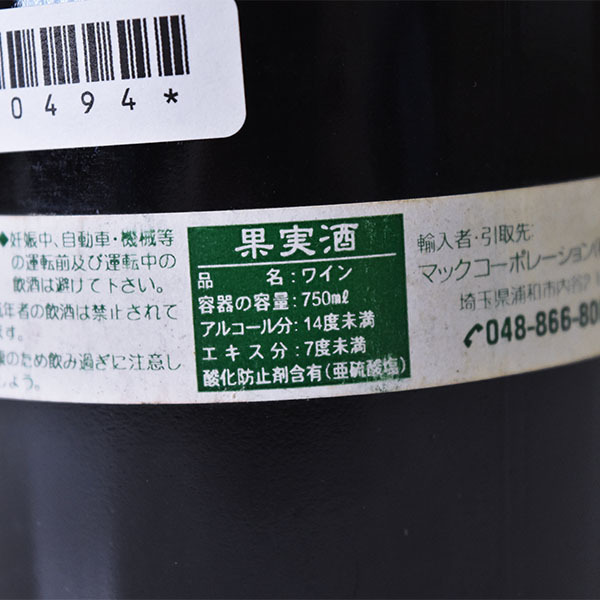 0494*
◆妊娠中、自動車・機械等
の運転前及び運転中の
飲酒は避けて下さい。
年者の飲酒は禁止されて
ます。
のため飲み過ぎに注意し
しょう。
果実酒
品 名:ワイン
容器の容量:750mℓ
アルコール分:14度未満
エキス分:7度未満
酸化防止剤含有(亜硫酸塩)
輸入者・引取先:
マックコーポレーション(
埼玉県浦和市内谷
048-866-80